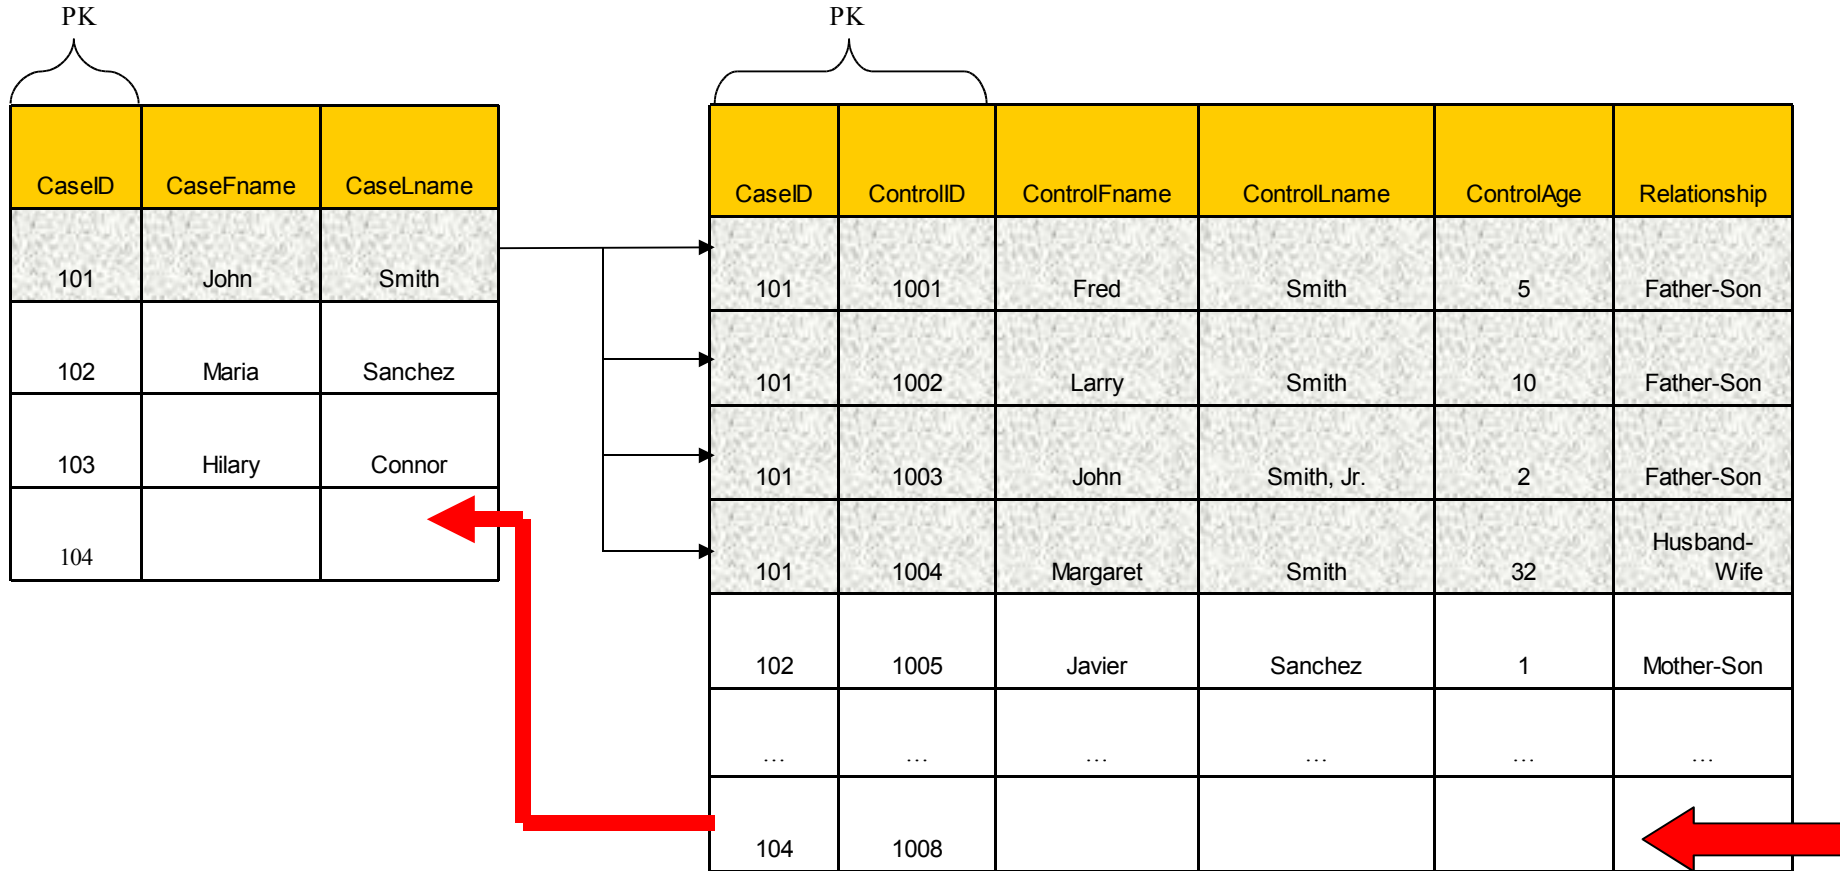 PK
PK
CaseID CaseFname CaseLname
101 John Smith
102 Maria Sanchez
103 Hilary Connor
104
CaseID ControlID ControlFname ControlLname ControlAge Relationship
101 1001 Fred Smith 5 Father-Son
101 1002 Larry Smith 10 Father-Son
101 1003 John Smith, Jr. 2 Father-Son
101 1004 Margaret Smith 32 Husband-
Wife
102 1005 Javier Sanchez 1 Mother-Son
... ... ... ... ... ...
104 1008